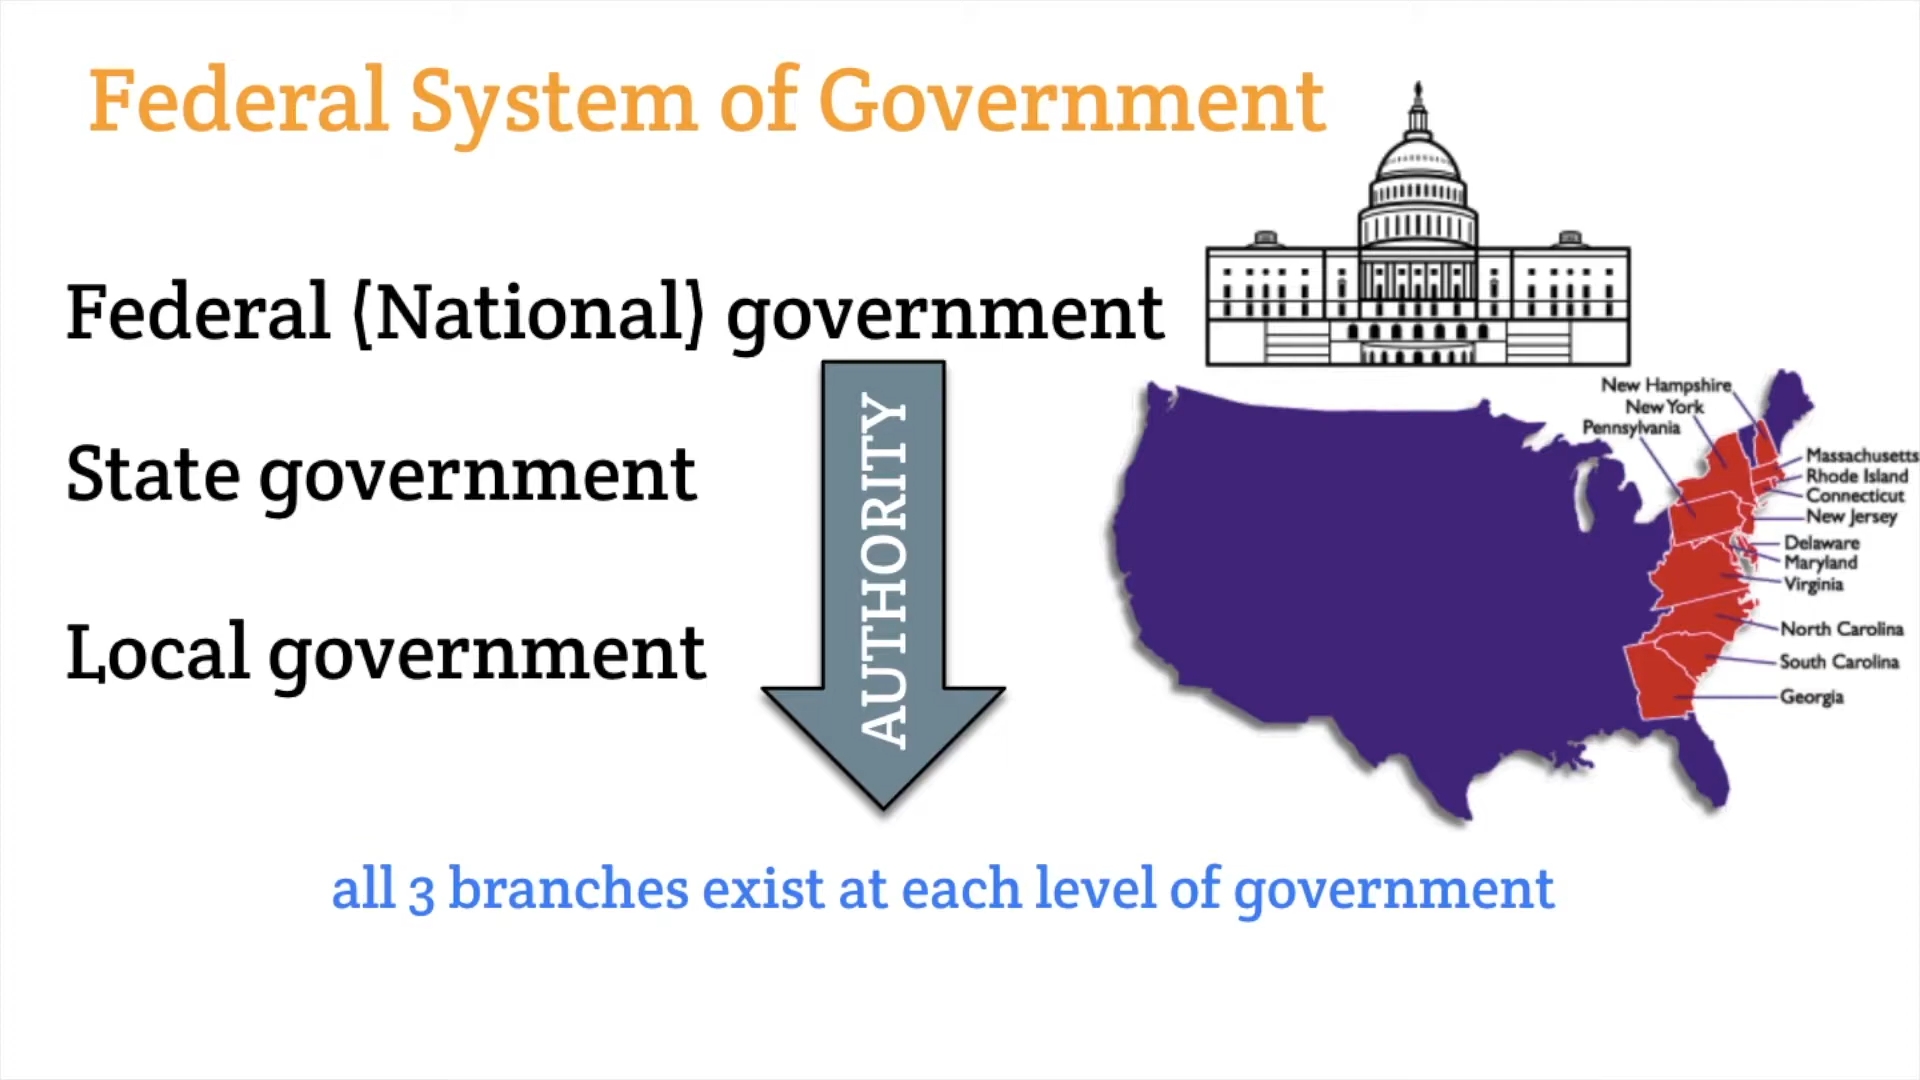 Federal System of Government
Federal (National) government
State government
Local government
AUTHORITY
New Hampshire
New York
Pennsylvania
Massachusetts
Rhode Island
Connecticut
New Jersey
Delaware
Maryland
Virginia
North Carolina
South Carolina
Georgia
all 3 branches exist at each level of government